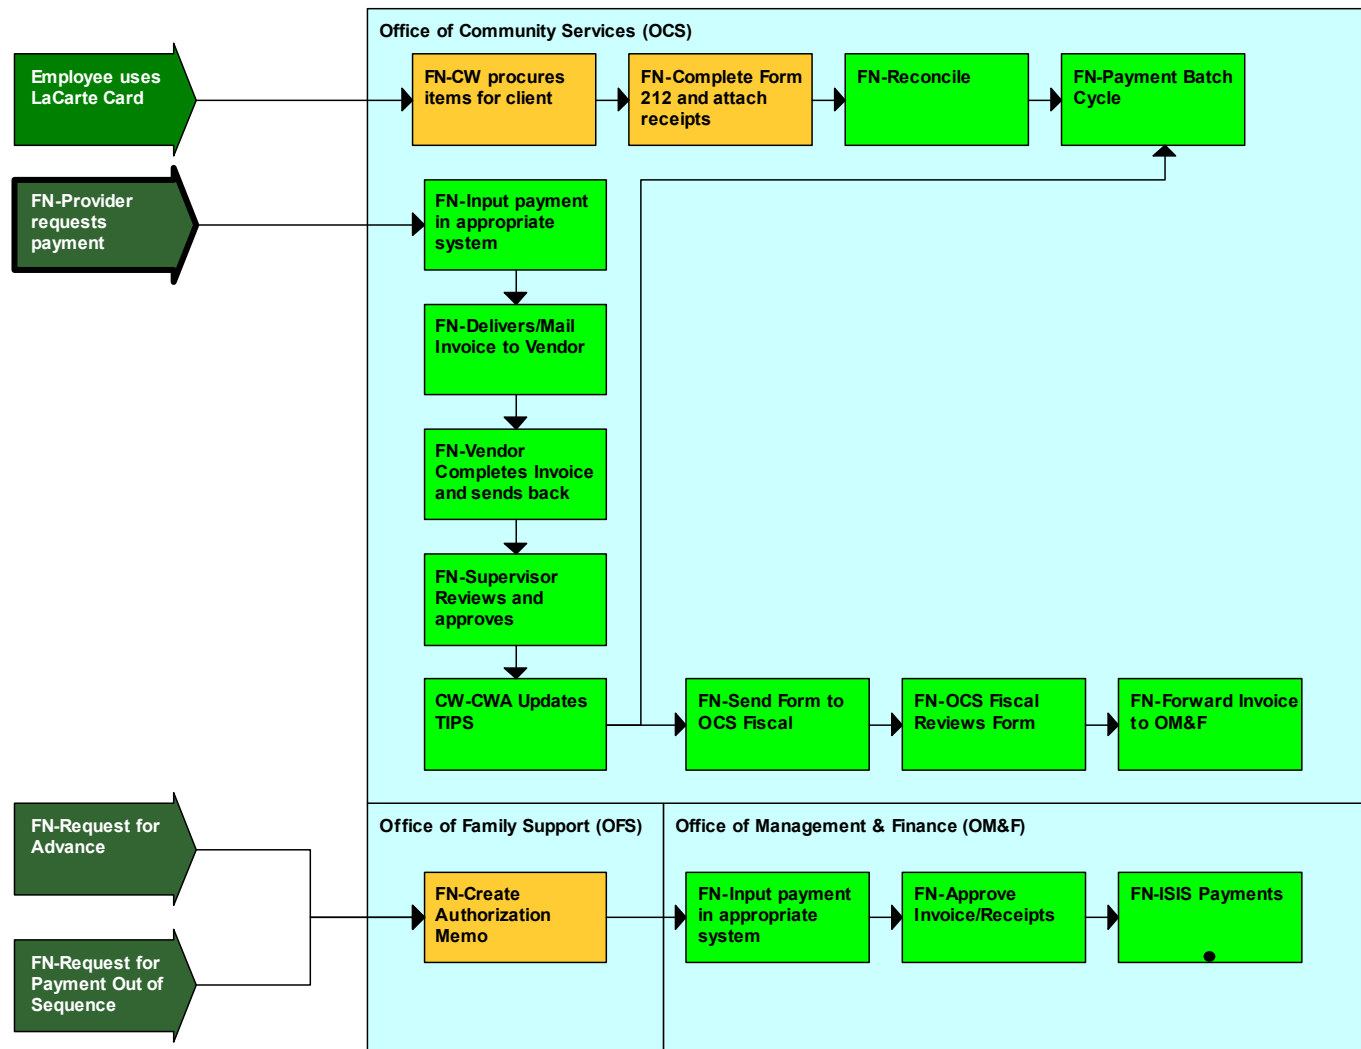 Office of Community Services (OCS)
Employee uses
LaCarte Card
FN-CW procures
items for client
FN-Complete Form
212 and attach
receipts
FN-Reconcile
FN-Payment Batch
Cycle
FN-Provider
requests
payment
FN-Input payment
in appropriate
system
FN-Delivers/Mail
Invoice to Vendor
FN-Vendor
Completes Invoice
and sends back
FN-Supervisor
Reviews and
approves
CW-CWA Updates
TIPS
FN-Send Form to
OCS Fiscal
FN-OCS Fiscal
Reviews Form
FN-Forward Invoice
to OM&F
FN-Request for
Advance
FN-Request for
Payment Out of
Sequence
Office of Family Support (OFS)
FN-Create
Authorization
Memo
Office of Management & Finance (OM&F)
FN-Input payment
in appropriate
system
FN-Approve
Invoice/Receipts
FN-ISIS Payments